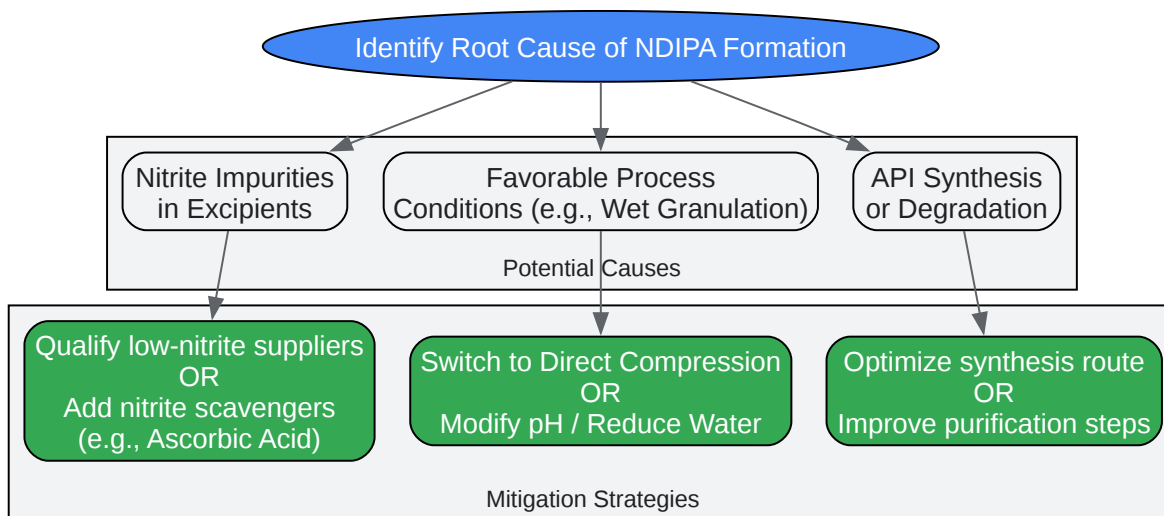 Identify Root Cause of NDIPA Formation
Nitrite Impurities
in Excipients
Favorable Process
Conditions (e.g., Wet Granulation)
API Synthesis
or Degradation
Potential Causes
Qualify low-nitrite suppliers
OR
Add nitrite scavengers
(e.g., Ascorbic Acid)
Switch to Direct Compression
OR
Modify pH / Reduce Water
Optimize synthesis route
OR
Improve purification steps
Mitigation Strategies